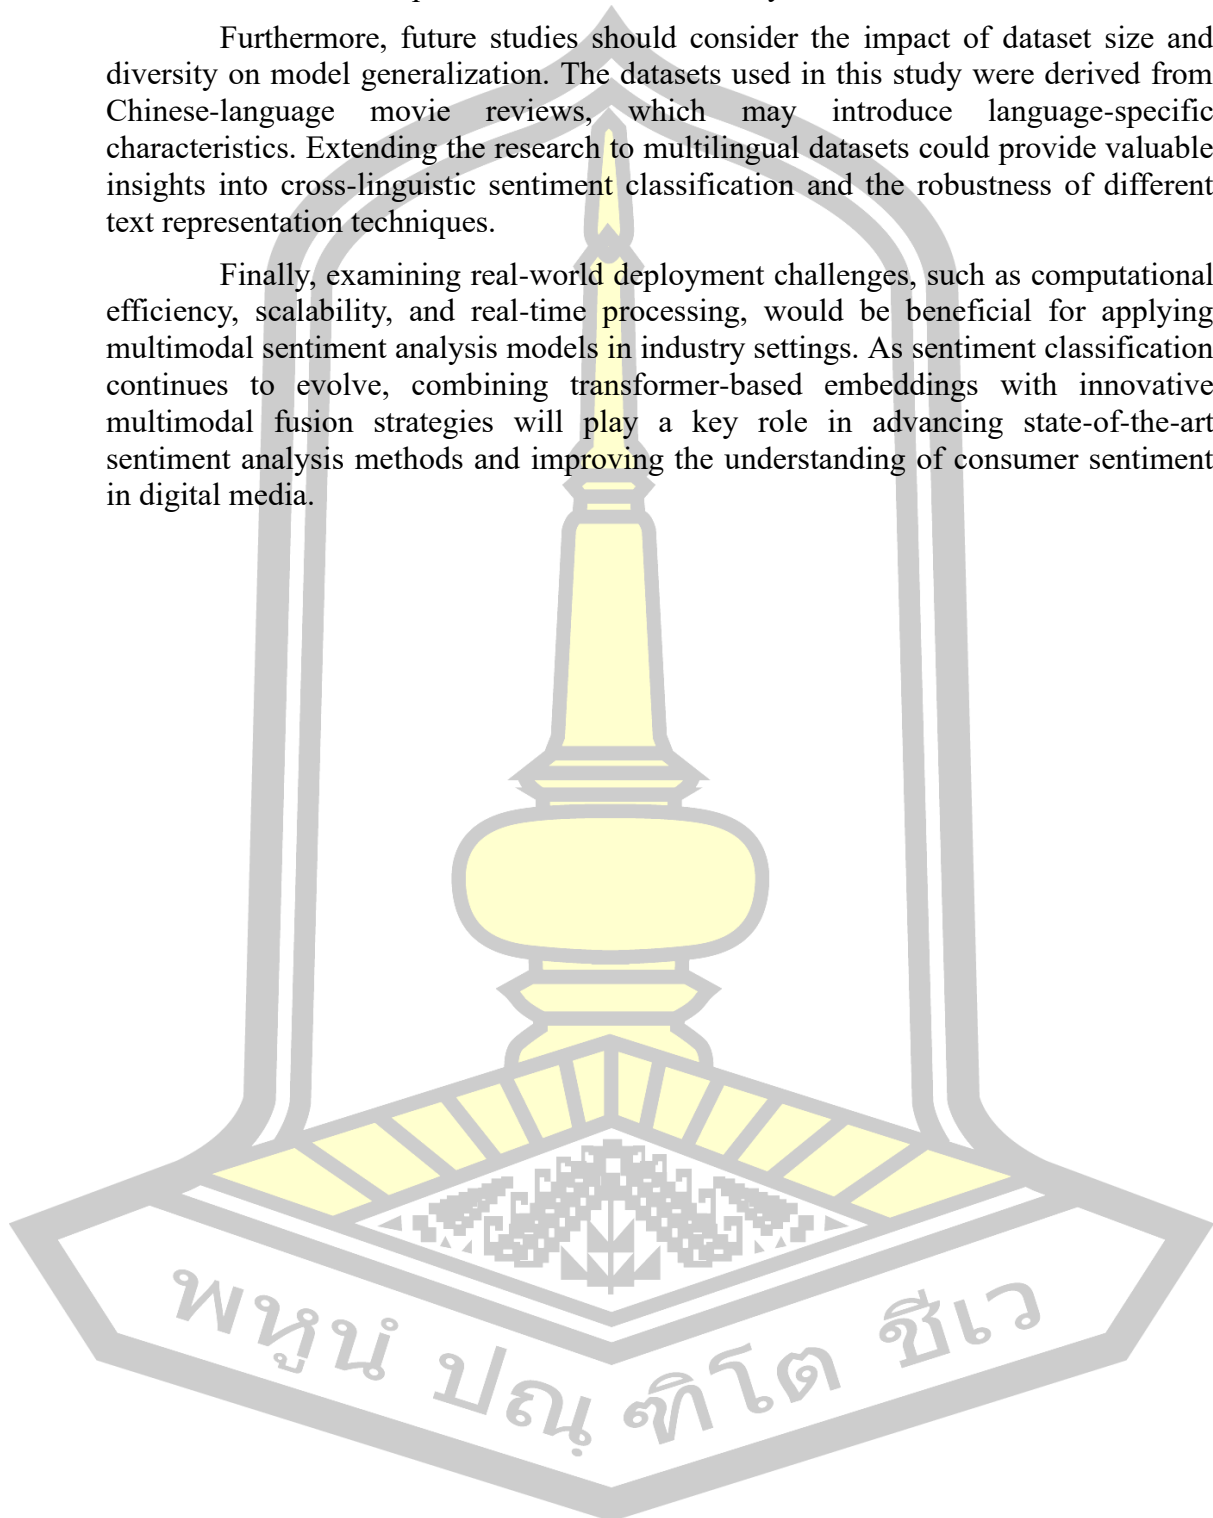 Furthermore, future studies should consider the impact of dataset size and
diversity on model generalization. The datasets used in this study were derived from
Chinese-language movie reviews, which may introduce language-specific
characteristics. Extending the research to multilingual datasets could provide valuable
insights into cross-linguistic sentiment classification and the robustness of different
text representation techniques.
Finally, examining real-world deployment challenges, such as computational
efficiency, scalability, and real-time processing, would be beneficial for applying
multimodal sentiment analysis models in industry settings. As sentiment classification
continues to evolve, combining transformer-based embeddings with innovative
multimodal fusion strategies will play a key role in advancing state-of-the-art
sentiment analysis methods and improving the understanding of consumer sentiment
in digital media.
พหูนํ ปณฺฑิโต ชีเว